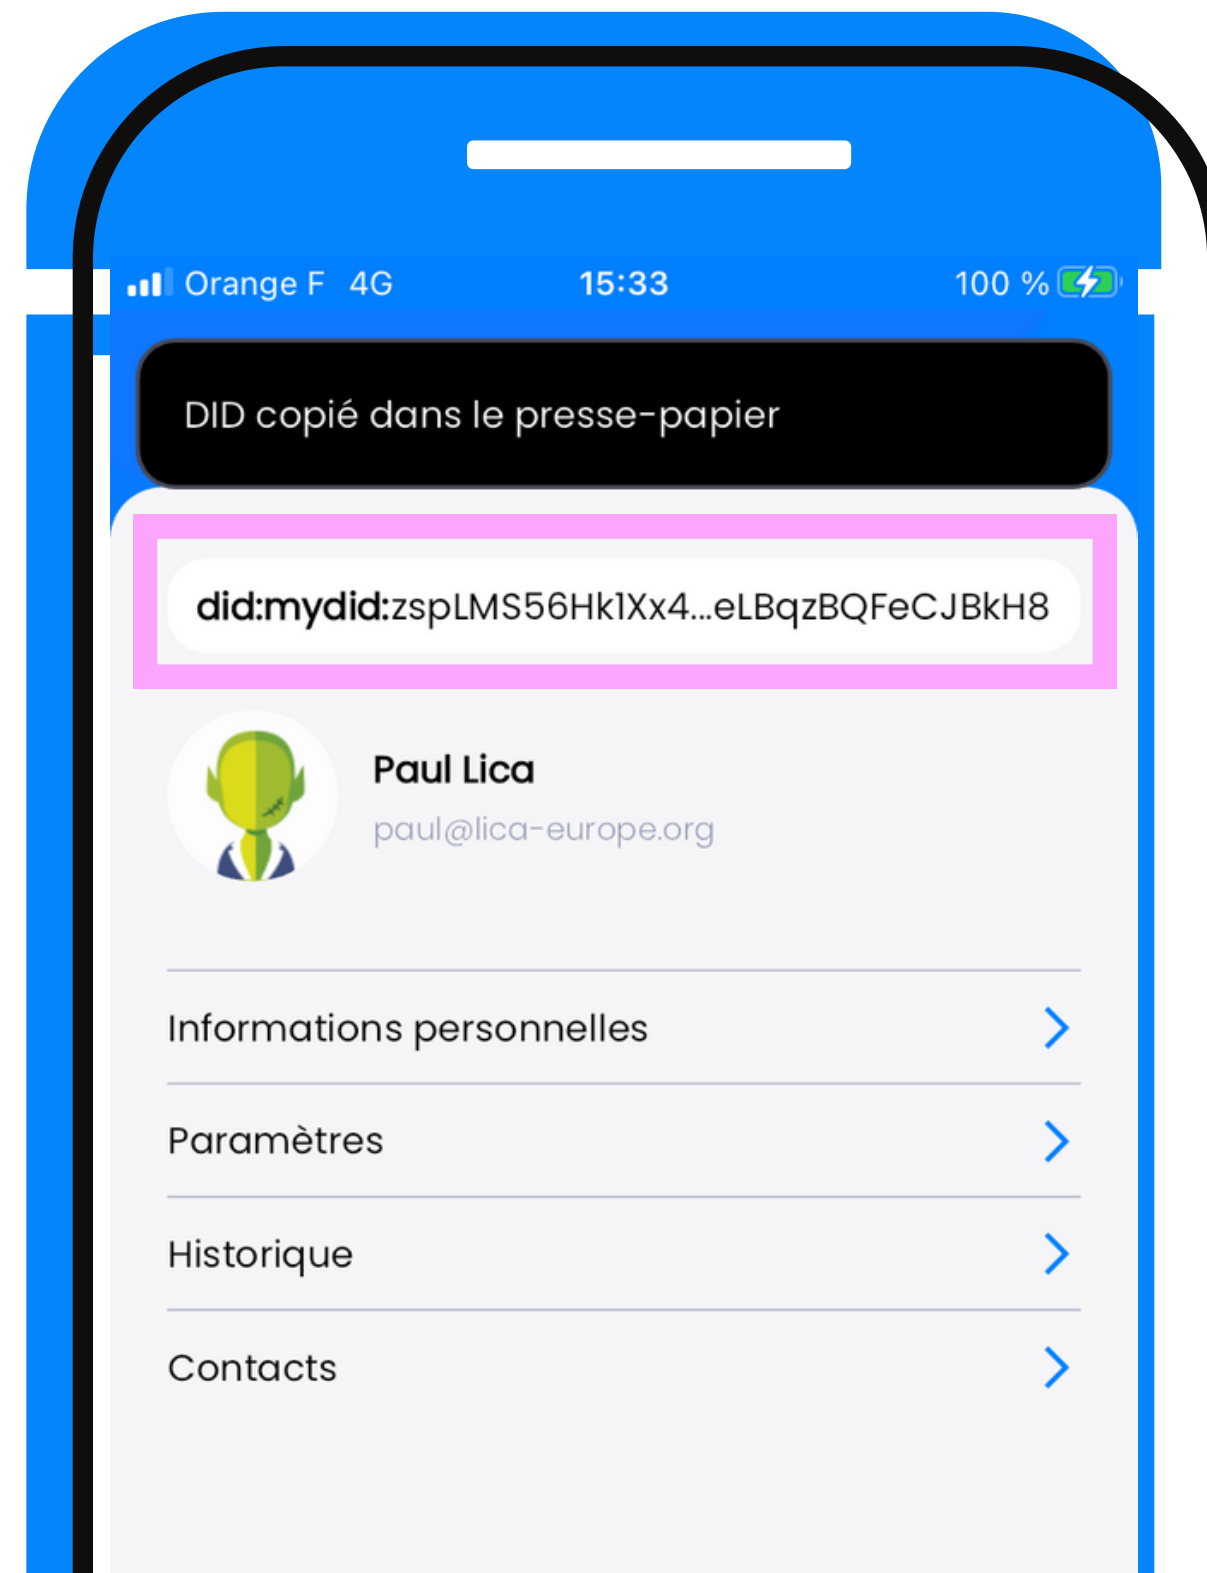 Orange F 4G 15:33 100 %
DID copié dans le presse-papier
did:mydid:zspLMS56Hk1Xx4...eLBqzBQFeCJBkH8
Paul Lica
paul@lica-europe.org
Informations personnelles
Paramètres
Historique
Contacts